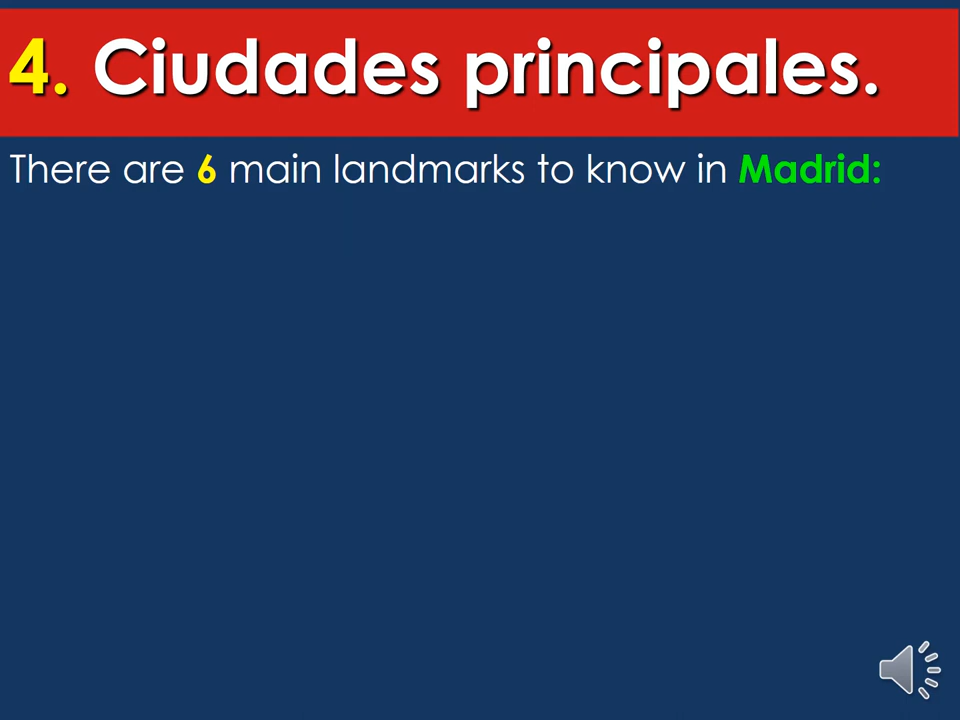 4. Ciudades principales.
There are 6 main landmarks to know in Madrid: